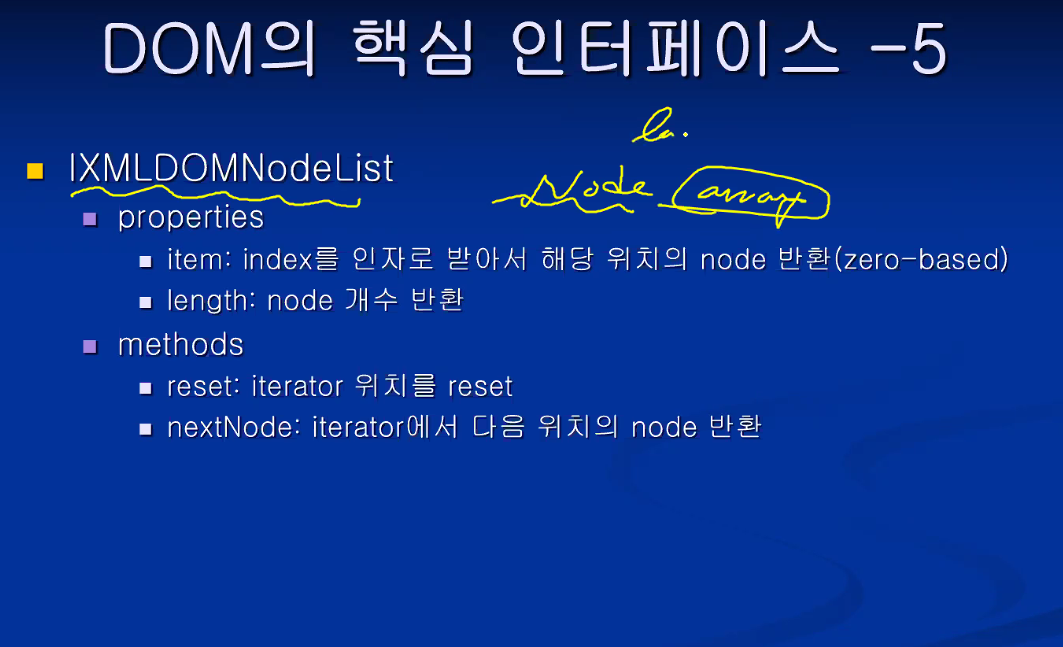 DOM의 핵심 인터페이스 -5
IXMLDOMNodeList
Node array
properties
item: index를 인자로 받아서 해당 위치의 node 반환(zero-based)
length: node 개수 반환
methods
reset: iterator 위치를 reset
nextNode: iterator에서 다음 위치의 node 반환